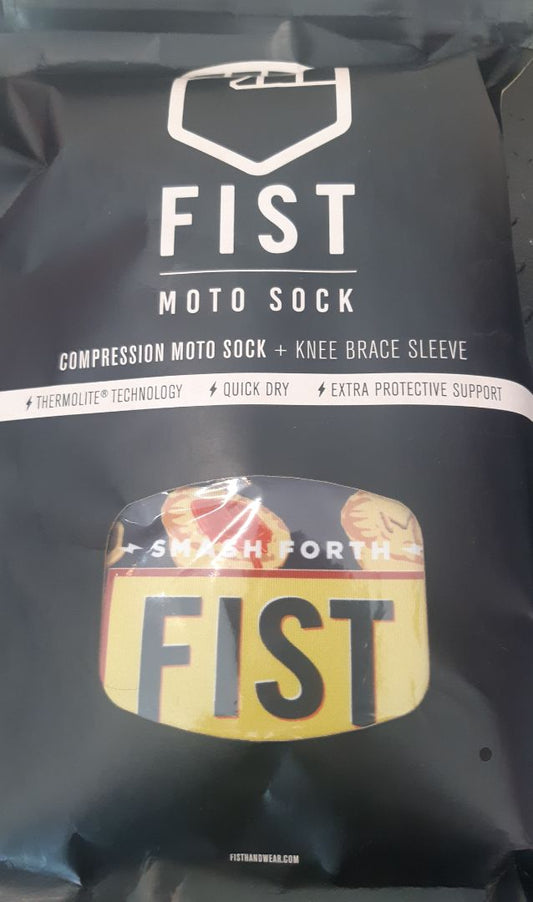 FIST
MOTO SOCK
COMPRESSION MOTO SOCK + KNEE BRACE SLEEVE
THERMOLITE® TECHNOLOGY QUICK DRY EXTRA PROTECTIVE SUPPORT
SMASH FORTH
FIST
FISTHANDWEAR.COM